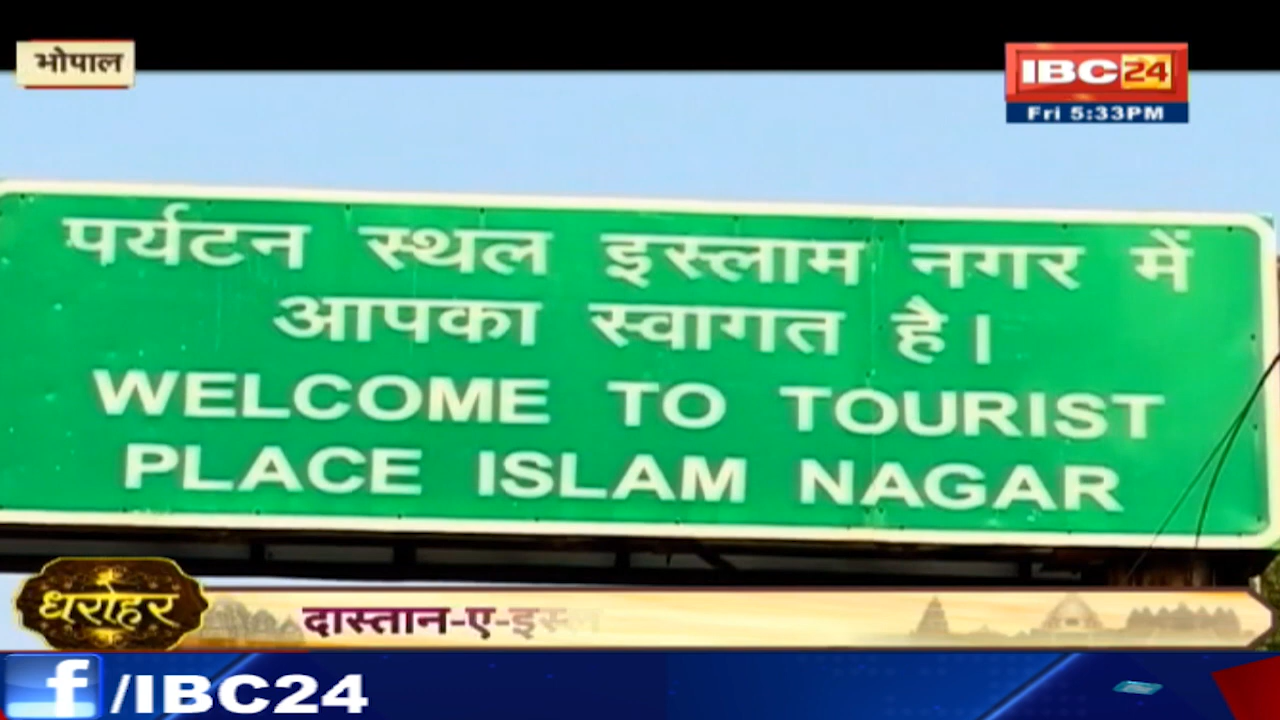 भोपाल
IBC24
Fri 5:33PM
पर्यटन स्थल इस्लाम नगर में
आपका स्वागत है।
WELCOME TO TOURIST
PLACE ISLAM NAGAR
धरोहर
दास्तान-ए-इस्ल
f/IBC24